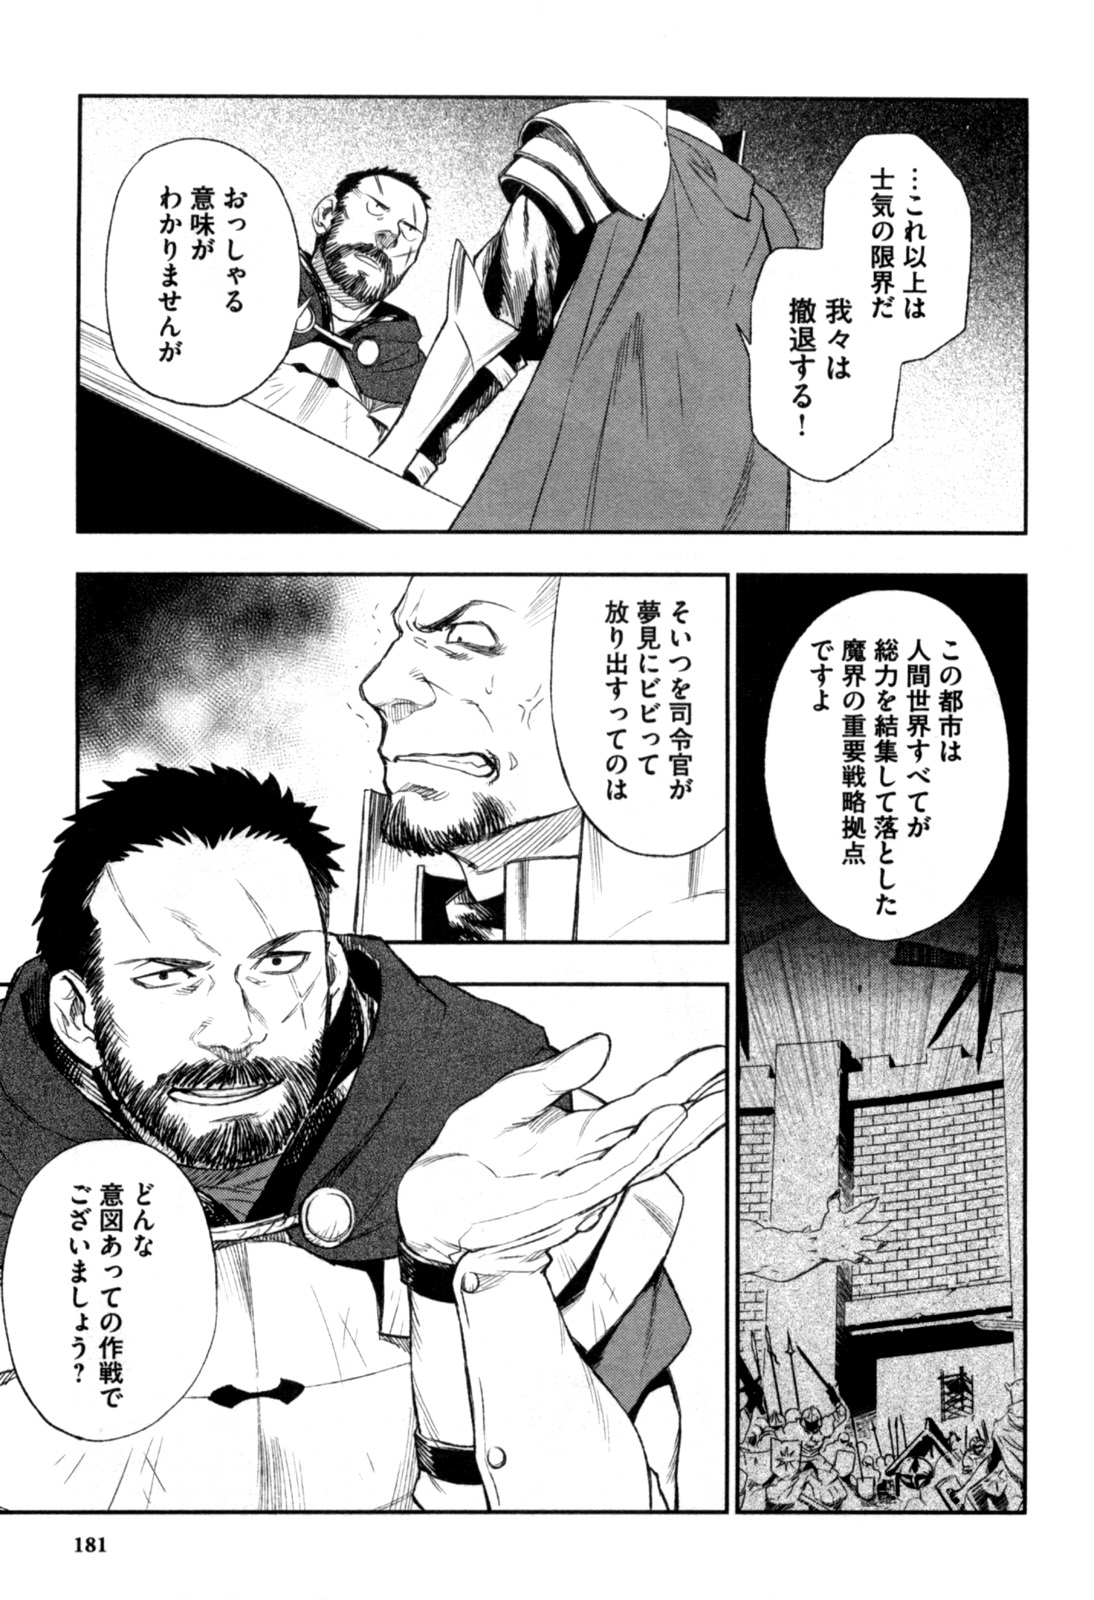 …これ以上は
士気の限界だ
我々は
撤退する!
おっしゃる
意味が
わかりませんが
この都市は
人間世界すべてが
総力を結集して落とした
魔界の重要戦略拠点
ですよ
そいつを司令官が
夢見にビビって
放り出すってのは
どんな
意図あっての作戦で
ございましょう?
181